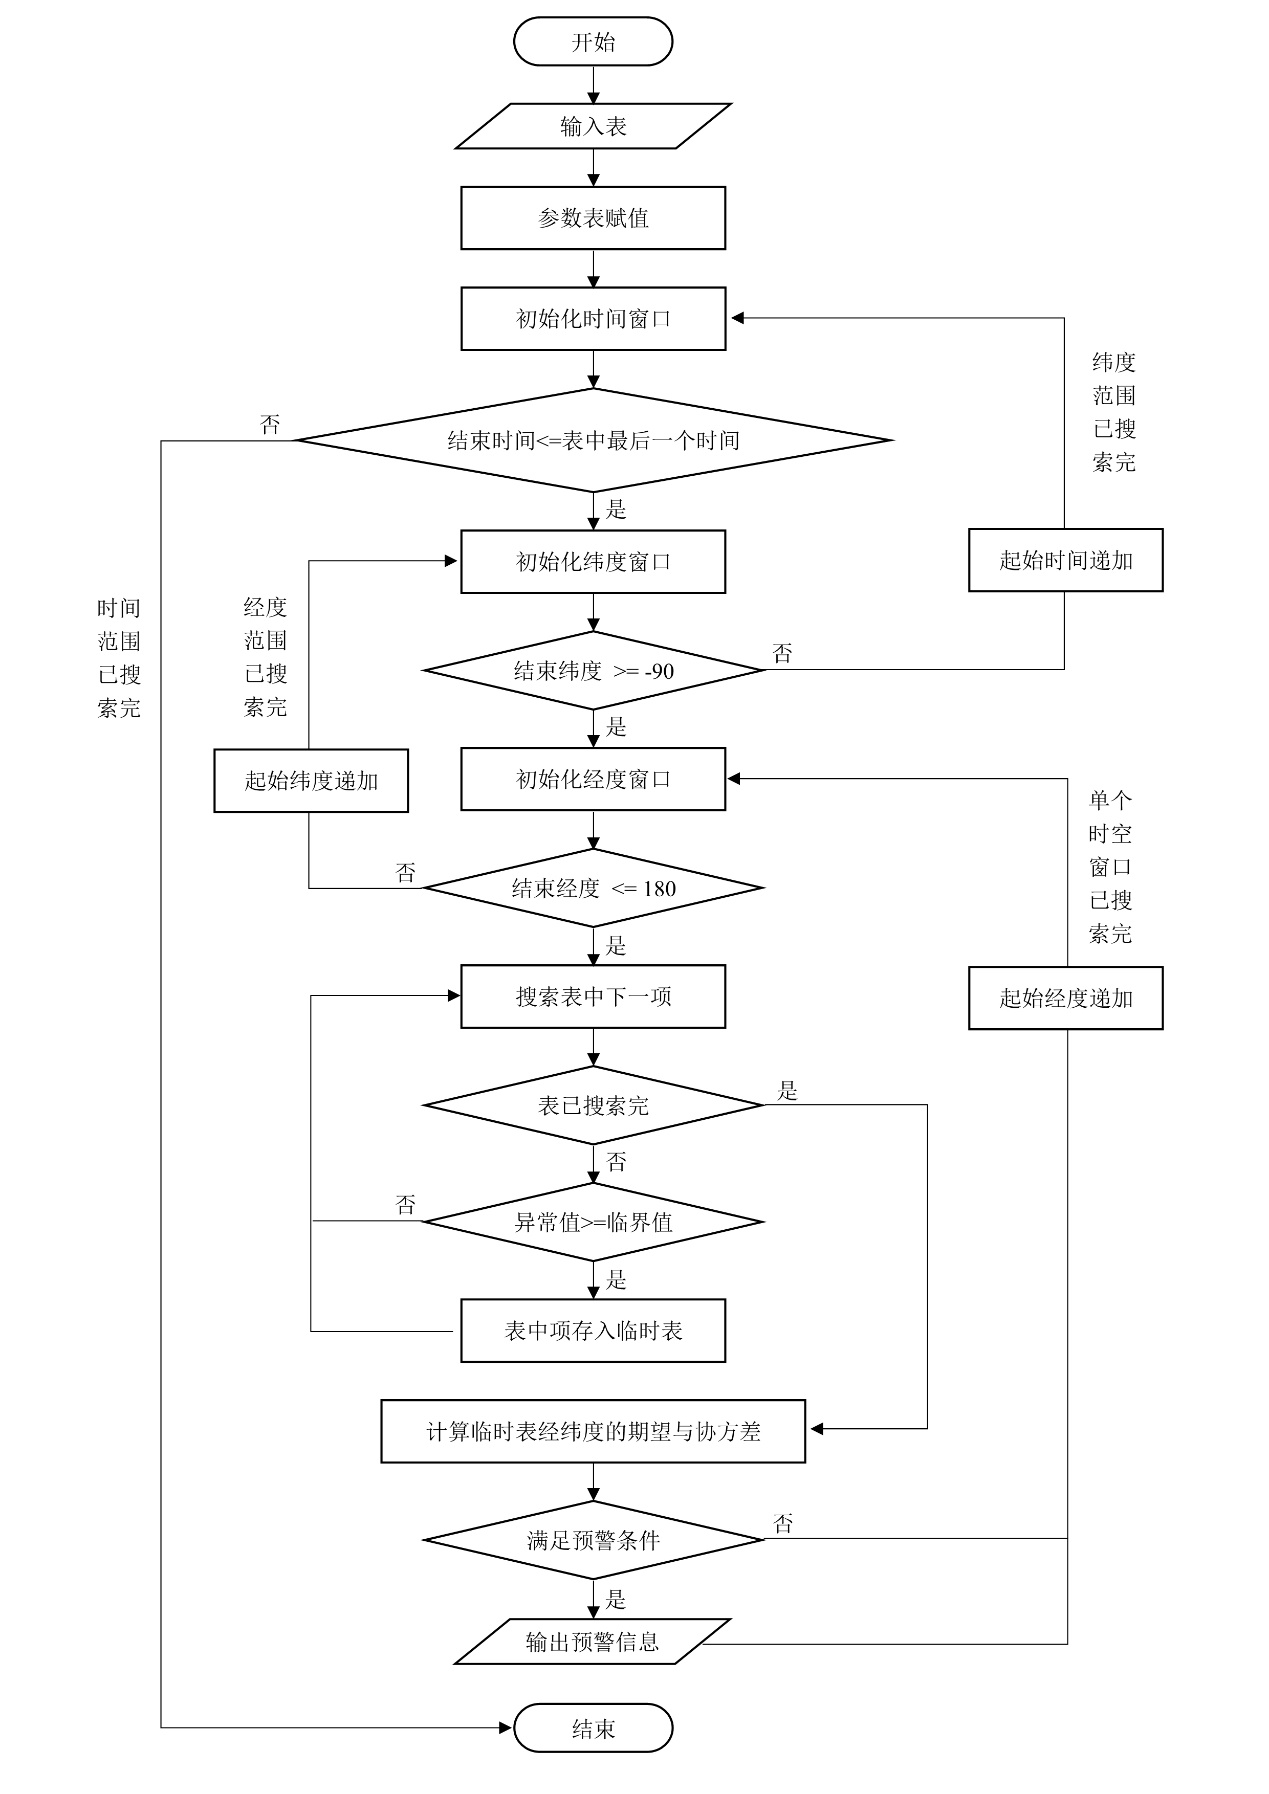 开始
输入表
参数表赋值
初始化时间窗口
纬度
范围
已搜
索完
否
结束时间<=表中最后一个时间
是
初始化纬度窗口
起始时间递加
时间
范围
已搜
索完
经度
范围
已搜
索完
结束纬度 >= -90
否
是
起始纬度递加
初始化经度窗口
单个
时空
窗口
已搜
索完
否
结束经度 <= 180
是
搜索表中下一项
起始经度递加
表已搜索完
是
否
否
异常值>=临界值
是
表中项存入临时表
计算临时表经纬度的期望与协方差
满足预警条件
否
是
输出预警信息
结束